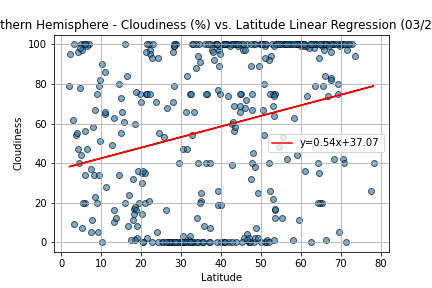 thern Hemisphere - Cloudiness (%) vs. Latitude Linear Regression (03/2
100
80
60
40
20
0
Cloudiness
y=0.54x+37.07
0 10 20 30 40 50 60 70 80
Latitude